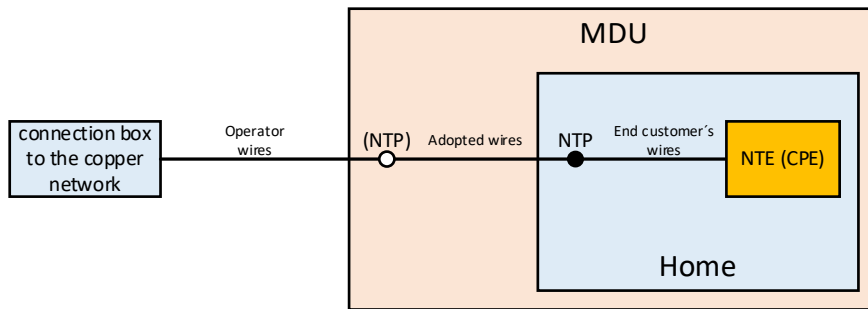 MDU
connection box
to the copper
network
Operator
wires
(NTP)
Adopted wires
NTP
End customer´s
wires
NTE (CPE)
Home